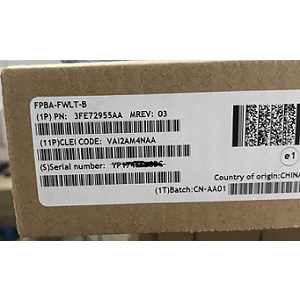 FPBA-FWLT-B
(1P) PN: 3FE72955AA MREV: 03
(11P)CLEI CODE: VAI2AM4NAA
(S)Serial number:
e1
Country of origin:CHINA
(1T)Batch:CN-AA01